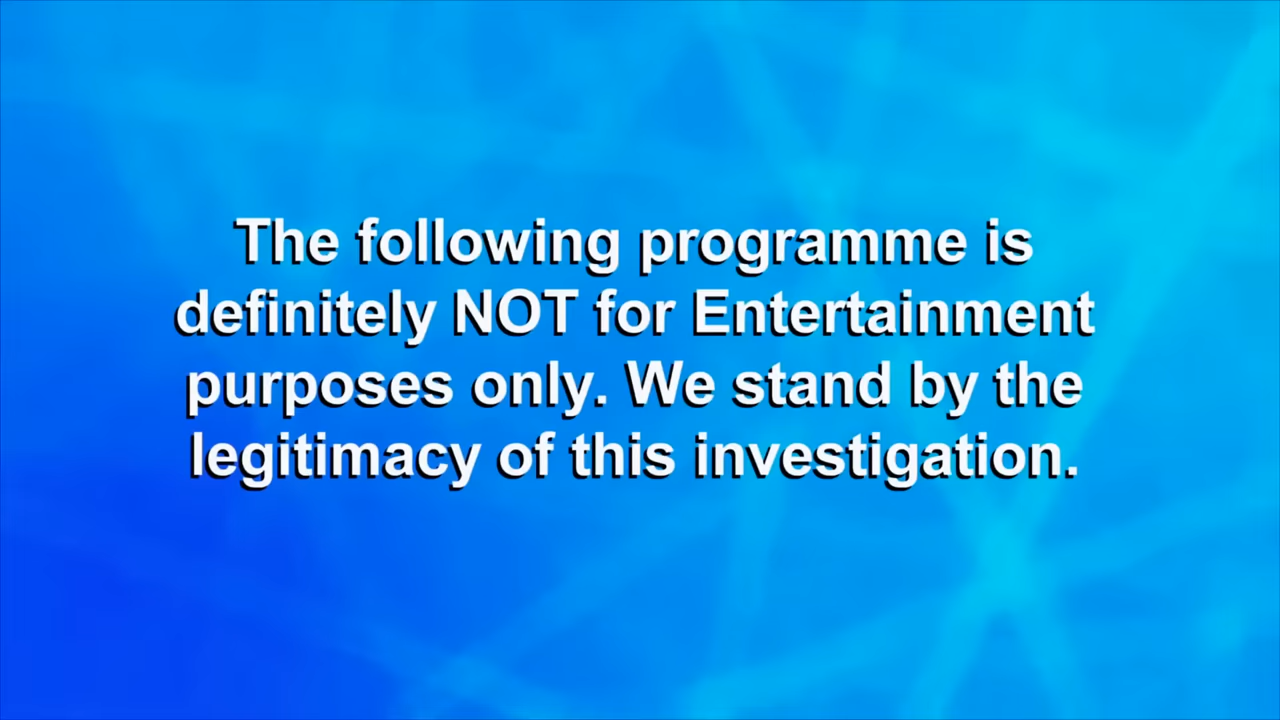 The following programme is
definitely NOT for Entertainment
purposes only. We stand by the
legitimacy of this investigation.